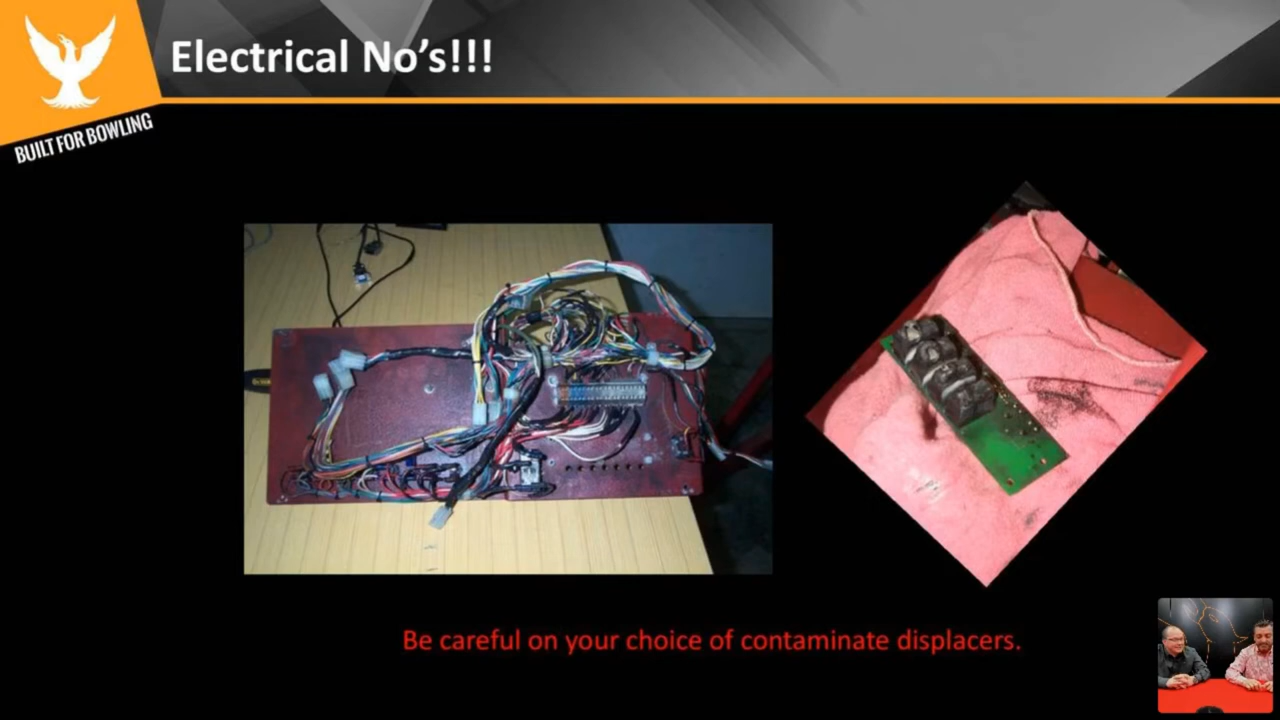 Electrical No's!!!
BUILT FOR BOWLING
Be careful on your choice of contaminate displacers.